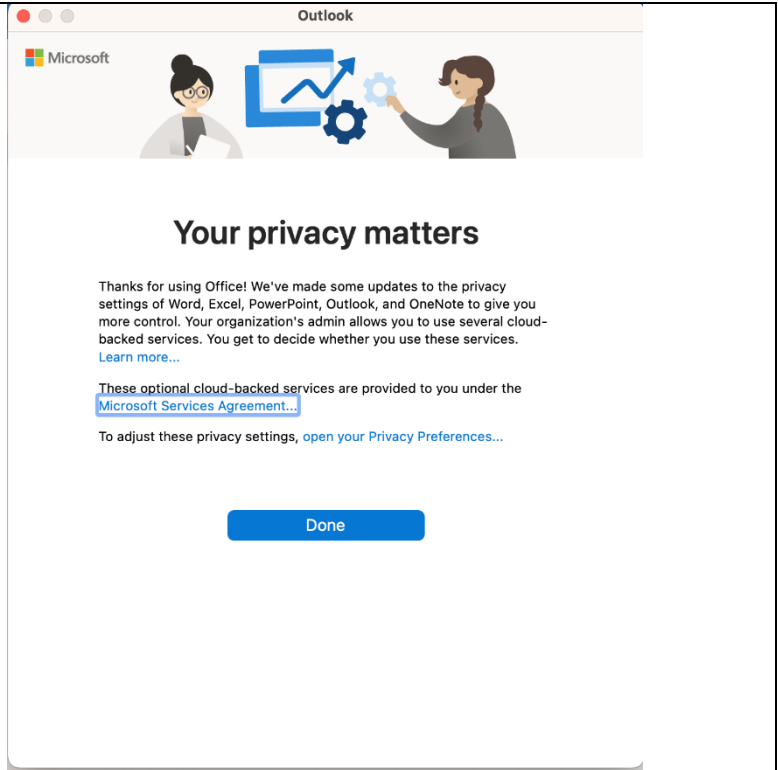 Outlook
Microsoft
Your privacy matters
Thanks for using Office! We've made some updates to the privacy
settings of Word, Excel, PowerPoint, Outlook, and OneNote to give you
more control. Your organization's admin allows you to use several cloud-
backed services. You get to decide whether you use these services.
Learn more...
These optional cloud-backed services are provided to you under the
Microsoft Services Agreement...
To adjust these privacy settings, open your Privacy Preferences...
Done